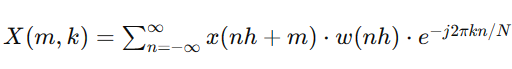 X(m, k) = ∑_{n=-∞}^{∞} x(nh + m) · w(nh) · e^{-j2πkn/N}